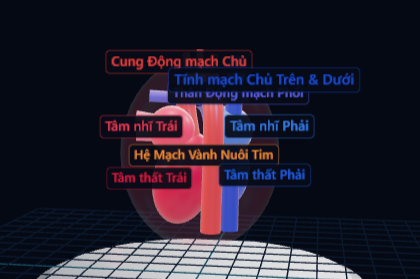 Cung Động mạch Chủ
Tĩnh mạch Chủ Trên & Dưới
Thân Động mạch Phổi
Tâm nhĩ Trái
Tâm nhĩ Phải
Hệ Mạch Vành Nuôi Tim
Tâm thất Trái
Tâm thất Phải